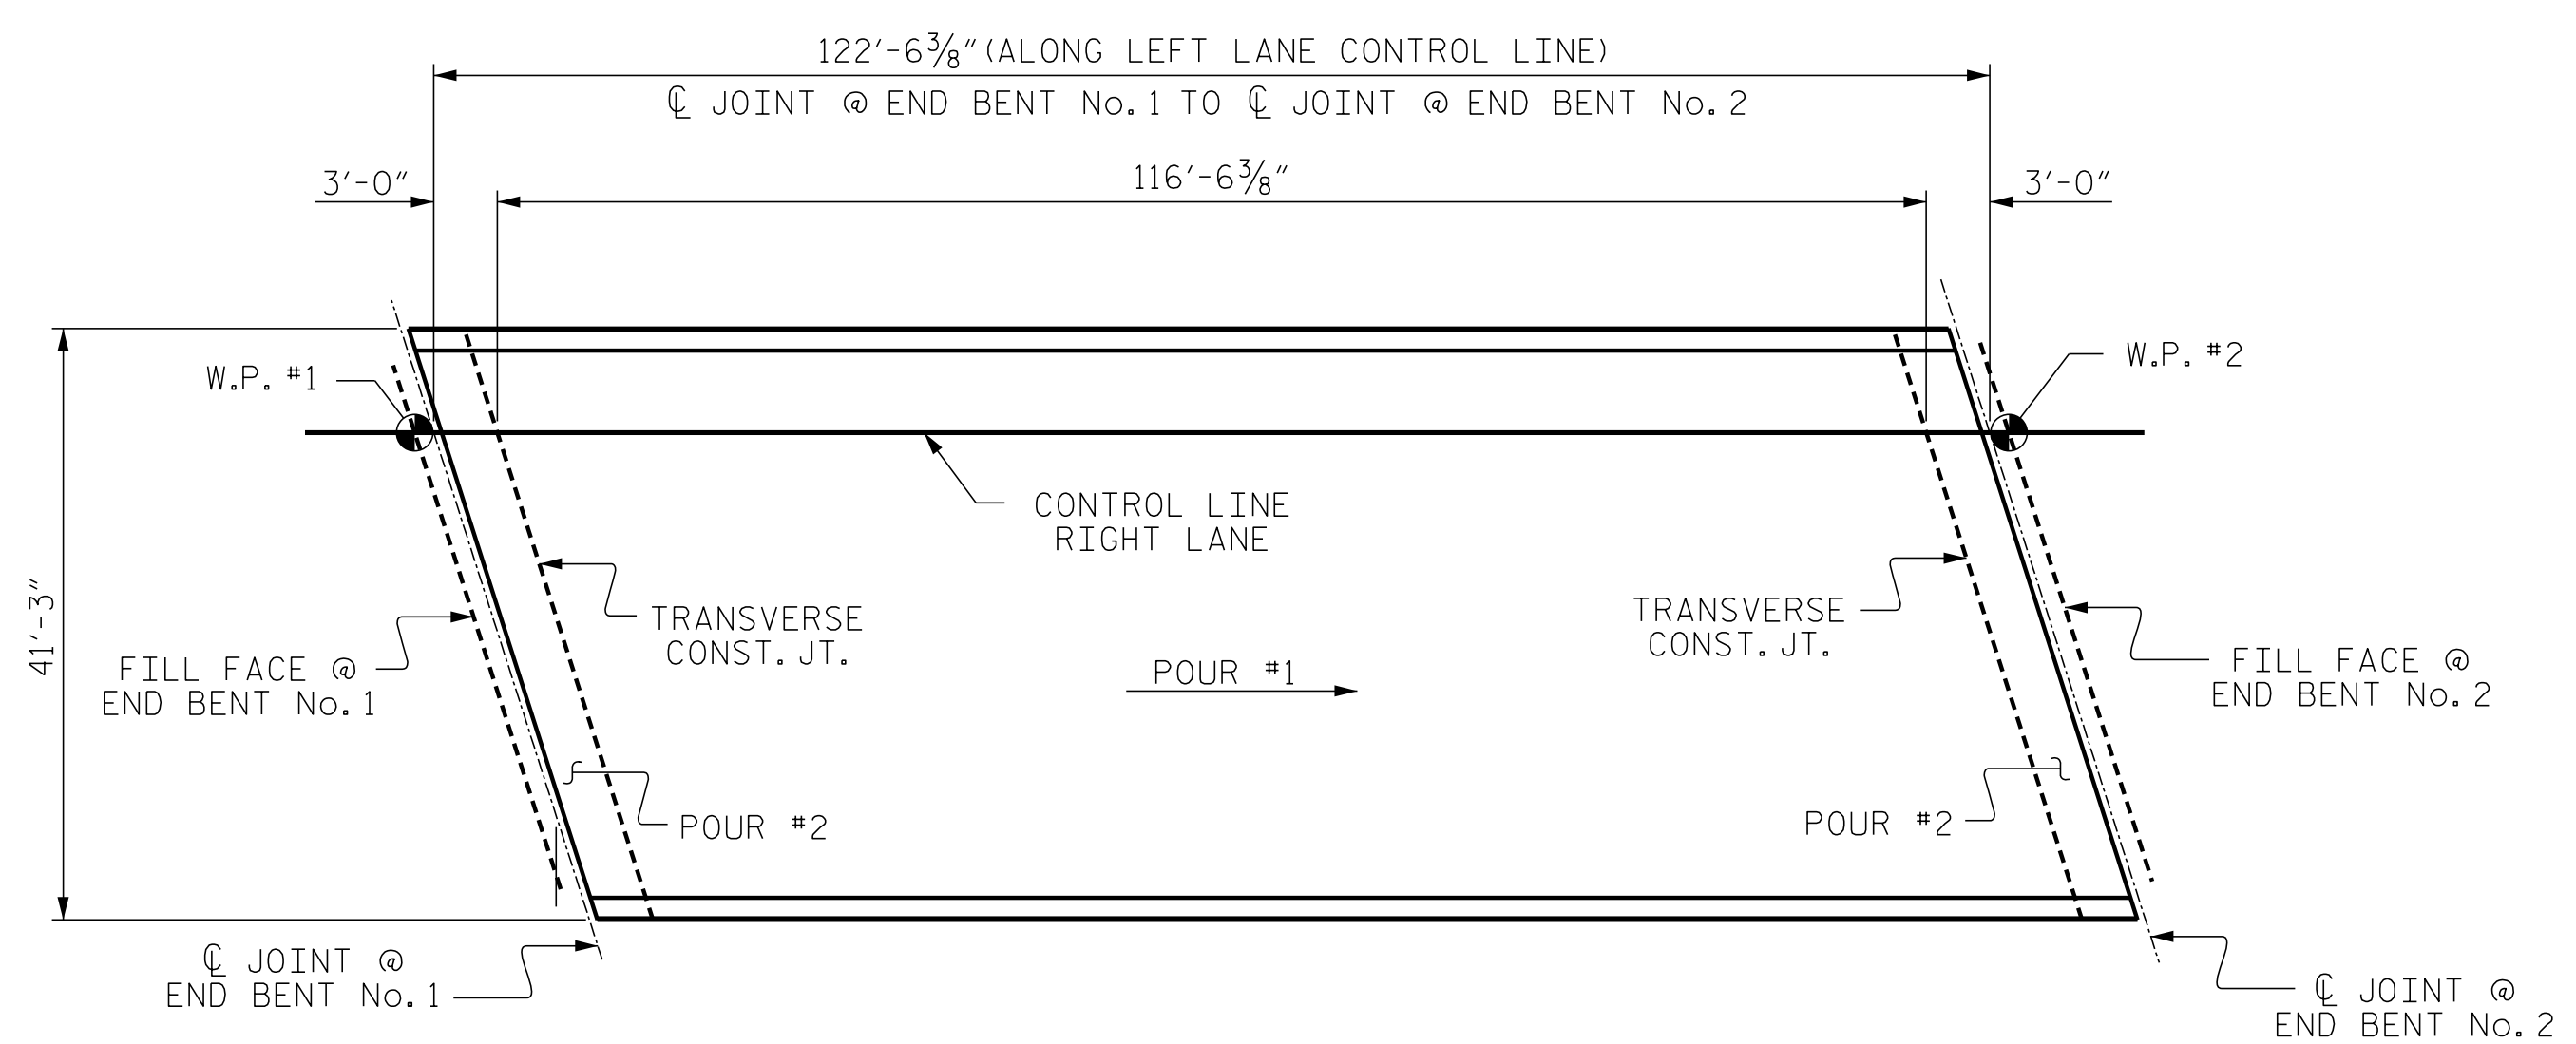 122'-6⅜" (ALONG LEFT LANE CONTROL LINE)
℄ JOINT @ END BENT No. 1 TO ℄ JOINT @ END BENT No. 2
3'-0"
116'-6⅜"
3'-0"
W.P. #1
W.P. #2
CONTROL LINE
RIGHT LANE
41'-3"
TRANSVERSE
CONST. JT.
TRANSVERSE
CONST. JT.
FILL FACE @
END BENT No. 1
POUR #1
FILL FACE @
END BENT No. 2
POUR #2
POUR #2
℄ JOINT @
END BENT No. 1
℄ JOINT @
END BENT No. 2